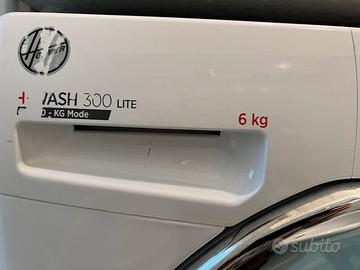 HOOVER
H-WASH 300 LITE
KG Mode
6 kg
subito